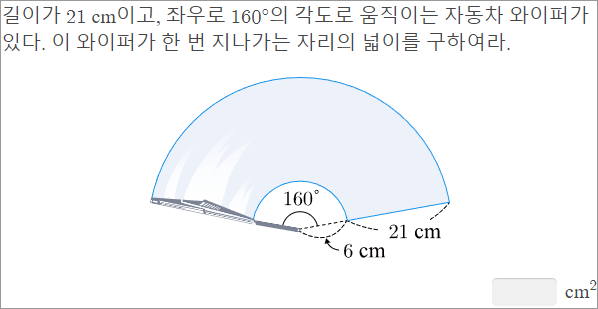 길이가 21 cm이고, 좌우로 160°의 각도로 움직이는 자동차 와이퍼가
있다. 이 와이퍼가 한 번 지나가는 자리의 넓이를 구하여라.
160°
21 cm
6 cm
cm²